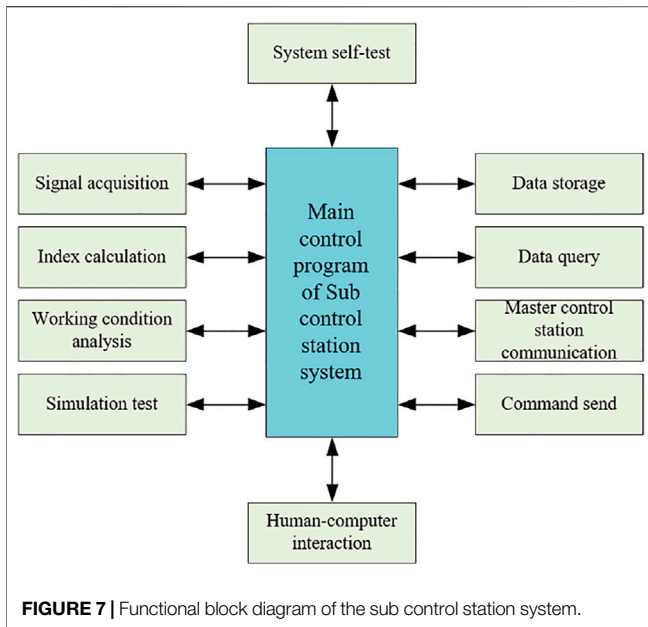 System self-test
Signal acquisition
Index calculation
Working condition
analysis
Simulation test
Main
control
program
of Sub
control
station
system
Data storage
Data query
Master control
station
communication
Command send
Human-computer
interaction
FIGURE 7 | Functional block diagram of the sub control station system.